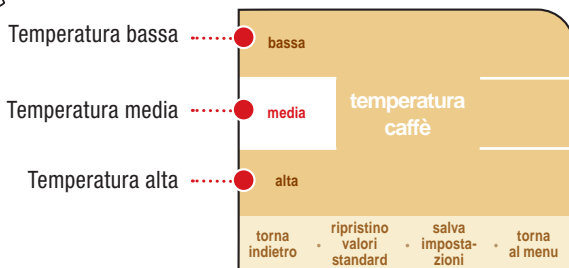 Temperatura bassa
bassa
Temperatura media
media
temperatura
caffè
Temperatura alta
alta
torna
indietro
ripristino
valori
standard
salva
imposta-
zioni
torna
al menu